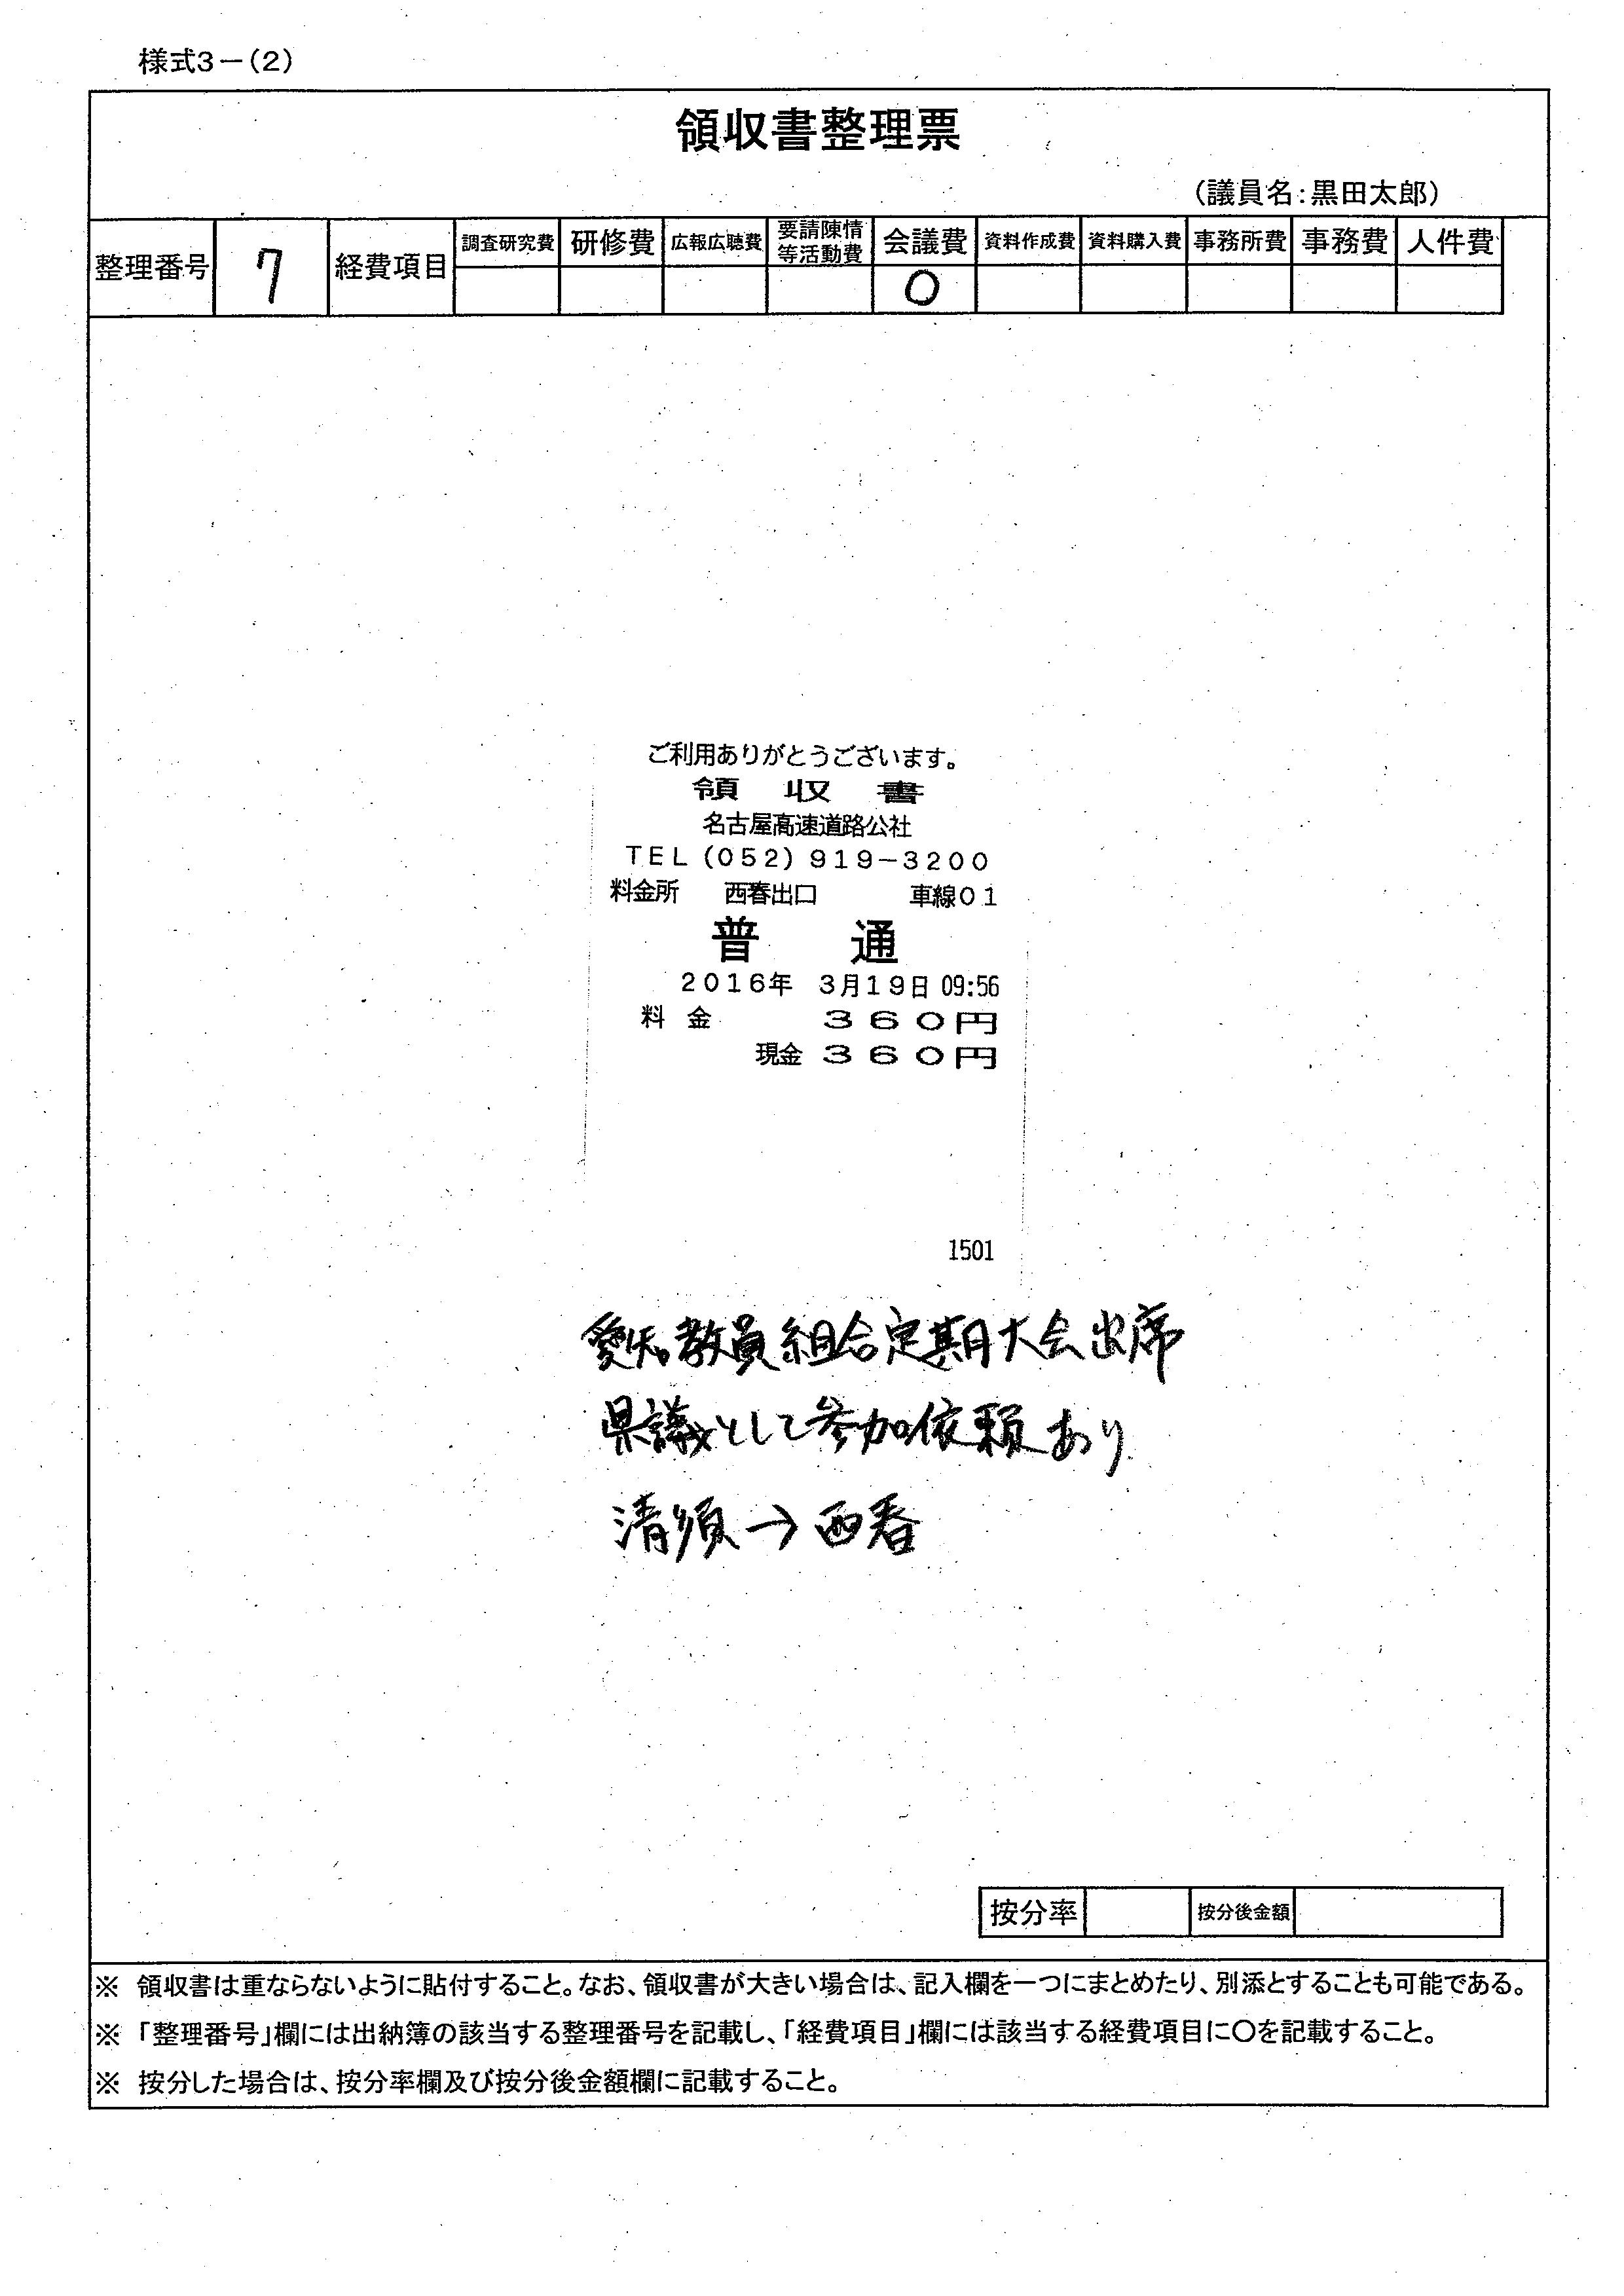 様式3－(2)
領収書整理票
(議員名:黒田太郎)
整理番号 7 経費項目 調査研究費 研修費 広報広聴費 要請陳情等活動費 会議費 資料作成費 資料購入費 事務所費 事務費 人件費
○
ご利用ありがとうございます。
領 収 書
名古屋高速道路公社
TEL(052)919-3200
料金所 西春出口 車線01
普 通
2016年 3月19日 09:56
料 金 360円
現金 360円
1501
愛知教員組合定期大会出席
県議として参加依頼あり
清須→西春
按分率 按分後金額
※ 領収書は重ならないように貼付すること。なお、領収書が大きい場合は、記入欄を一つにまとめたり、別添とすることも可能である。
※ 「整理番号」欄には出納簿の該当する整理番号を記載し、「経費項目」欄には該当する経費項目に○を記載すること。
※ 按分した場合は、按分率欄及び按分後金額欄に記載すること。